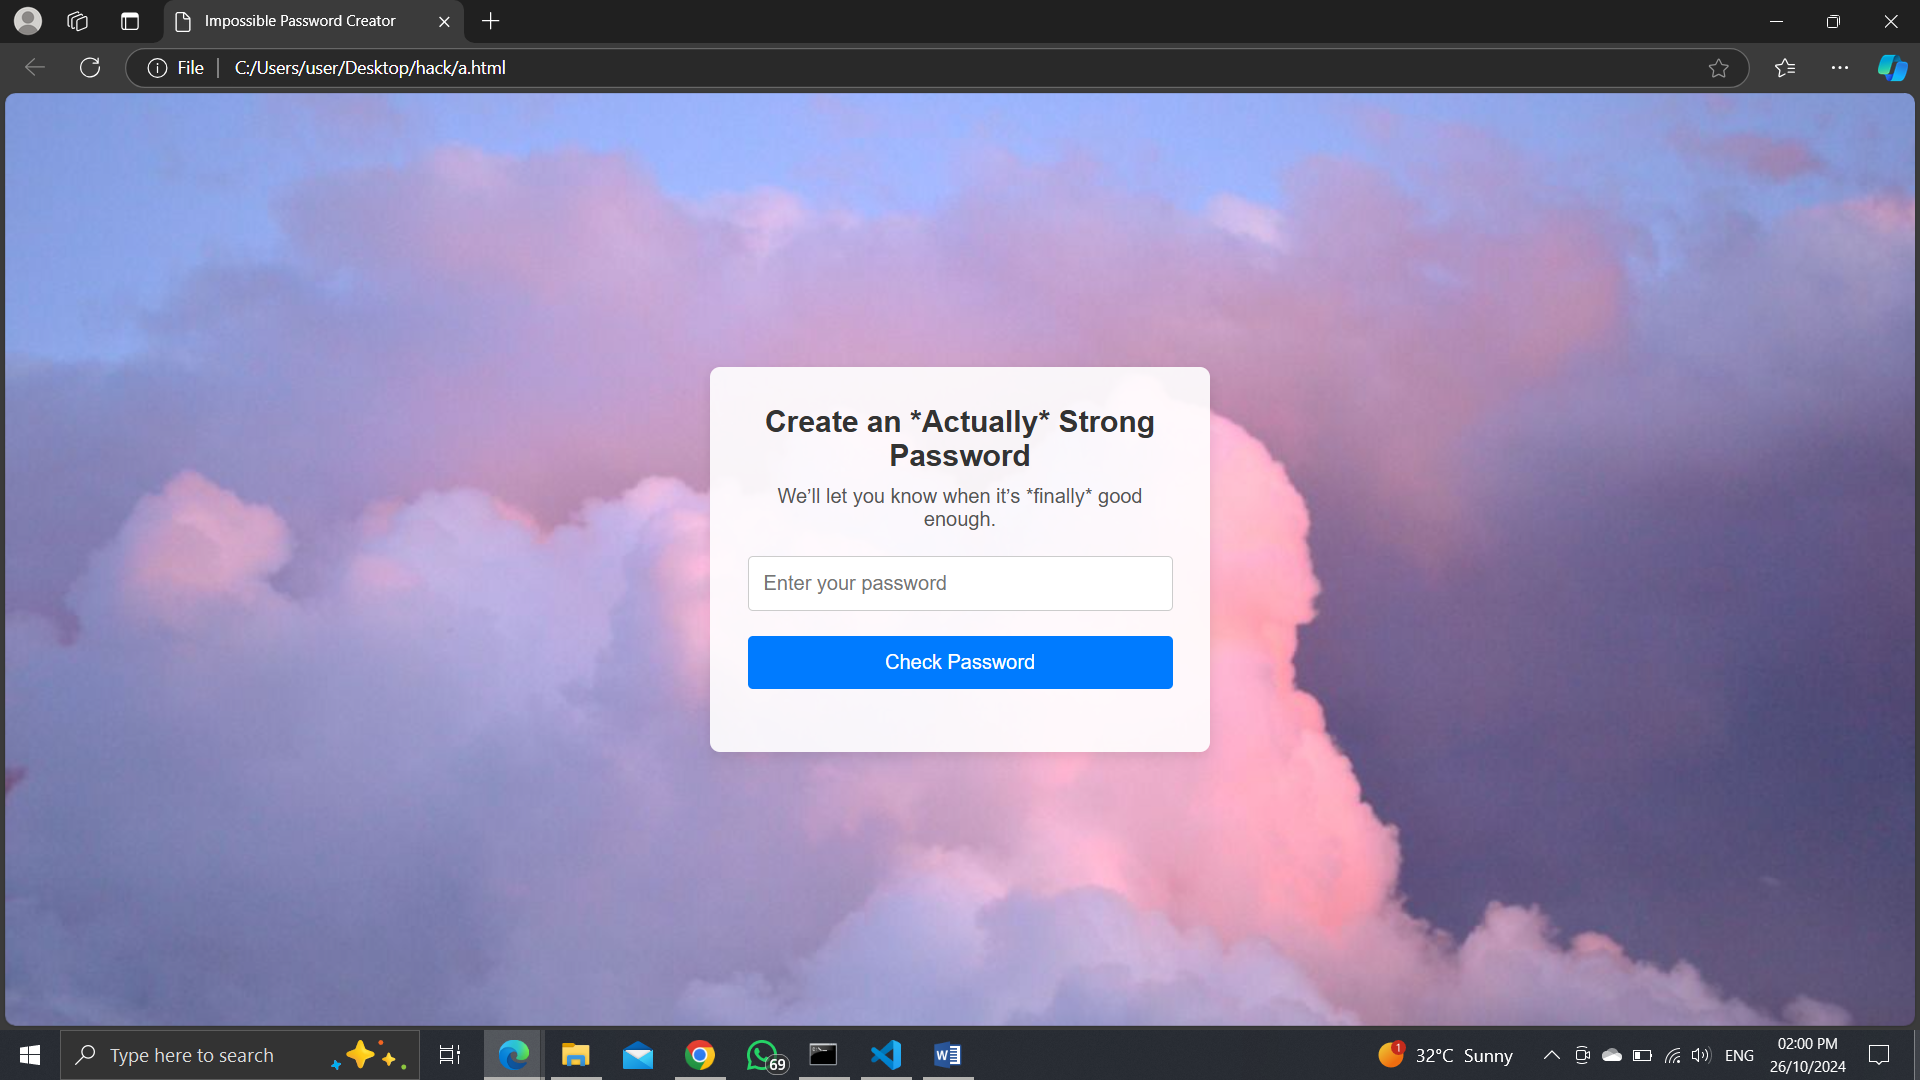 Impossible Password Creator
File
C:/Users/user/Desktop/hack/a.html
Create an *Actually* Strong
Password
We’ll let you know when it’s *finally* good
enough.
Enter your password
Check Password
Type here to search
69
W
1
32°C Sunny
ENG
02:00 PM
26/10/2024